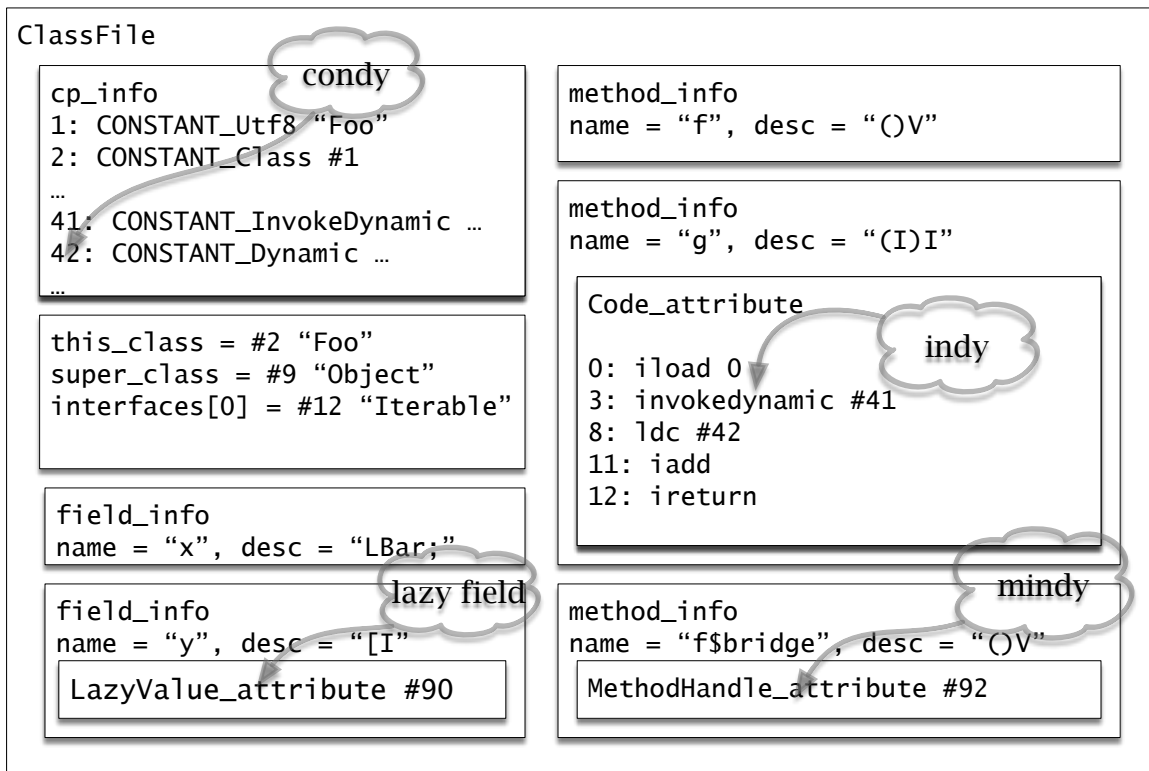 ClassFile
condy
cp_info
1: CONSTANT_Utf8 “Foo”
2: CONSTANT_Class #1
…
41: CONSTANT_InvokeDynamic …
42: CONSTANT_Dynamic …
…
this_class = #2 “Foo”
super_class = #9 “Object”
interfaces[0] = #12 “Iterable”
field_info
name = “x”, desc = “LBar;”
lazy field
field_info
name = “y”, desc = “[I”
LazyValue_attribute #90
method_info
name = “f”, desc = “()V”
method_info
name = “g”, desc = “(I)I”
Code_attribute
indy
0: iload 0
3: invokedynamic #41
8: ldc #42
11: iadd
12: ireturn
mindy
method_info
name = “f$bridge”, desc = “()V”
MethodHandle_attribute #92